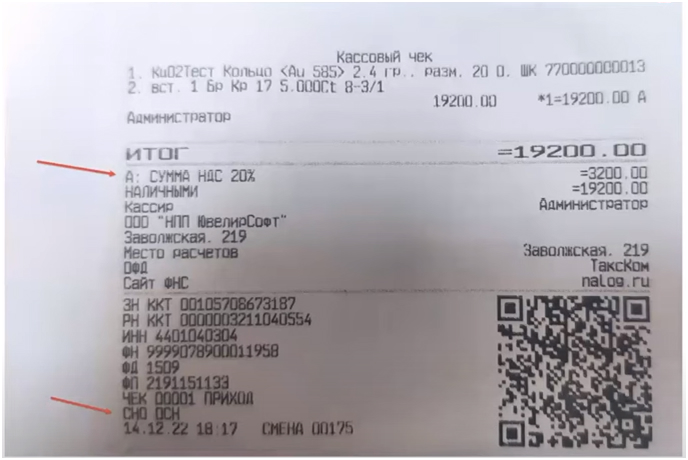 Кассовый чек
1. КиО2Тест Кольцо <Au 585> 2.4 гр.. разм. 20 0. ШК 770000000013
2. вст. 1 Бр Кр 17 5.000Ct 8-3/1
19200.00 *1=19200.00 А
Администратор
ИТОГ =19200.00
А: СУММА НДС 20% =3200.00
НАЛИЧНЫМИ =19200.00
Кассир Администратор
ООО "НПП ЮвелирСофт"
Заволжская. 219
Место расчетов Заволжская. 219
ОФД ТаксКом
Сайт ФНС nalog.ru
ЗН ККТ 00105708673187
РН ККТ 0000003211040554
ИНН 4401040304
ФН 9999078900011958
ФД 1509
ФП 2191151133
ЧЕК 00001 ПРИХОД
СНО ОСН
14.12.22 18:17 СМЕНА 00175